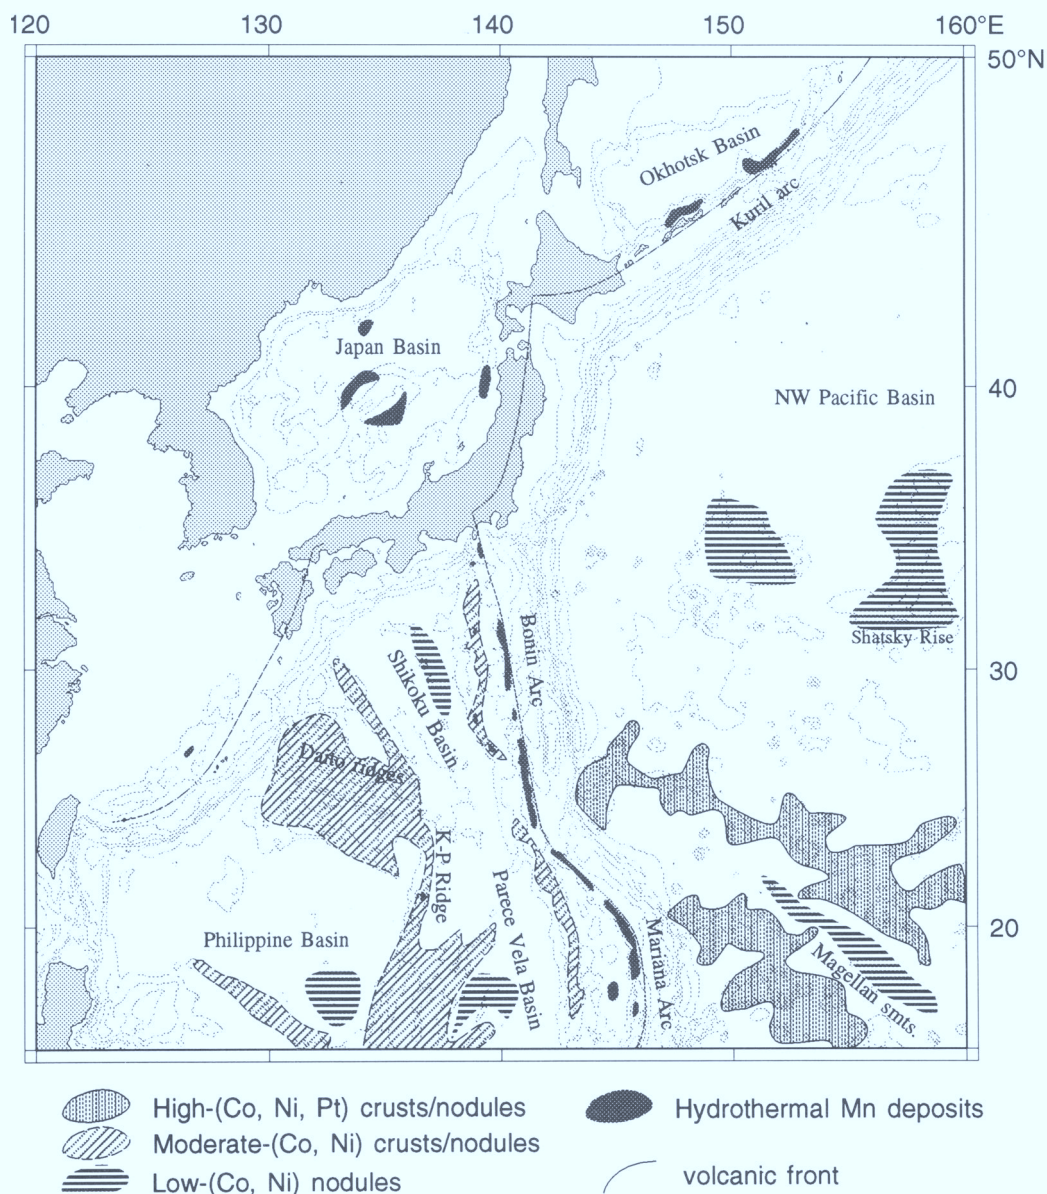 120 130 140 150 160°E
50°N
Okhotsk Basin
Kuril arc
Japan Basin
40
NW Pacific Basin
Shatsky Rise
Bonin Arc
30
Shikoku Basin
Daito ridges
K-P Ridge
Parece Vela Basin
20
Mariana Arc
Philippine Basin
Magellan smts.
High-(Co, Ni, Pt) crusts/nodules
Hydrothermal Mn deposits
Moderate-(Co, Ni) crusts/nodules
Low-(Co, Ni) nodules
volcanic front